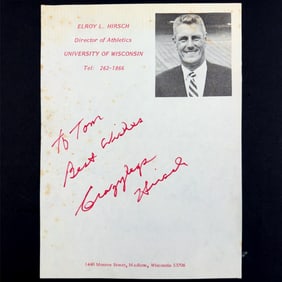 ELROY L. HIRSCH
Director of Athletics
UNIVERSITY OF WISCONSIN
Tel: 262-1866
To Tom
Best Wishes
Crazylegs
Hirsch
1440 Monroe Street, Madison, Wisconsin 53706